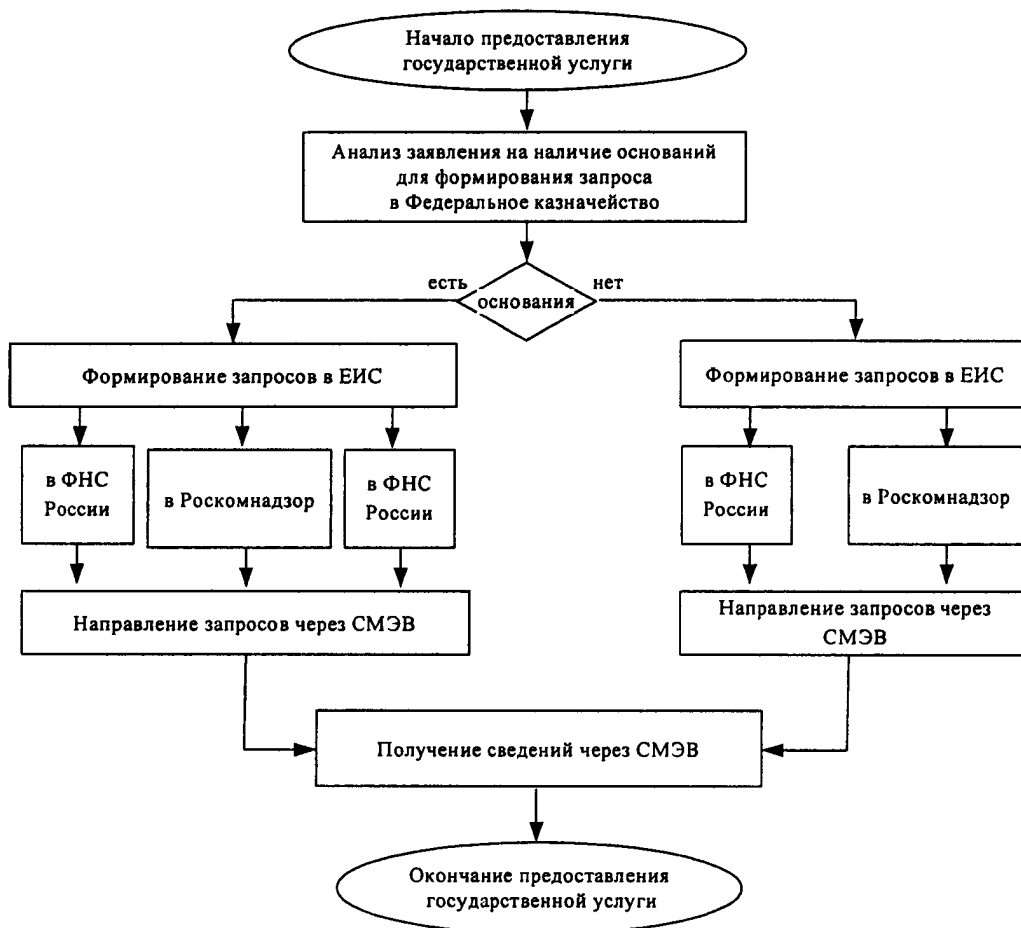 Начало предоставления
государственной услуги
Анализ заявления на наличие оснований
для формирования запроса
в Федеральное казначейство
есть
основания
нет
Формирование запросов в ЕИС
Формирование запросов в ЕИС
в ФНС
России
в Роскомнадзор
в ФНС
России
в ФНС
России
в Роскомнадзор
Направление запросов через СМЭВ
Направление запросов через
СМЭВ
Получение сведений через СМЭВ
Окончание предоставления
государственной услуги